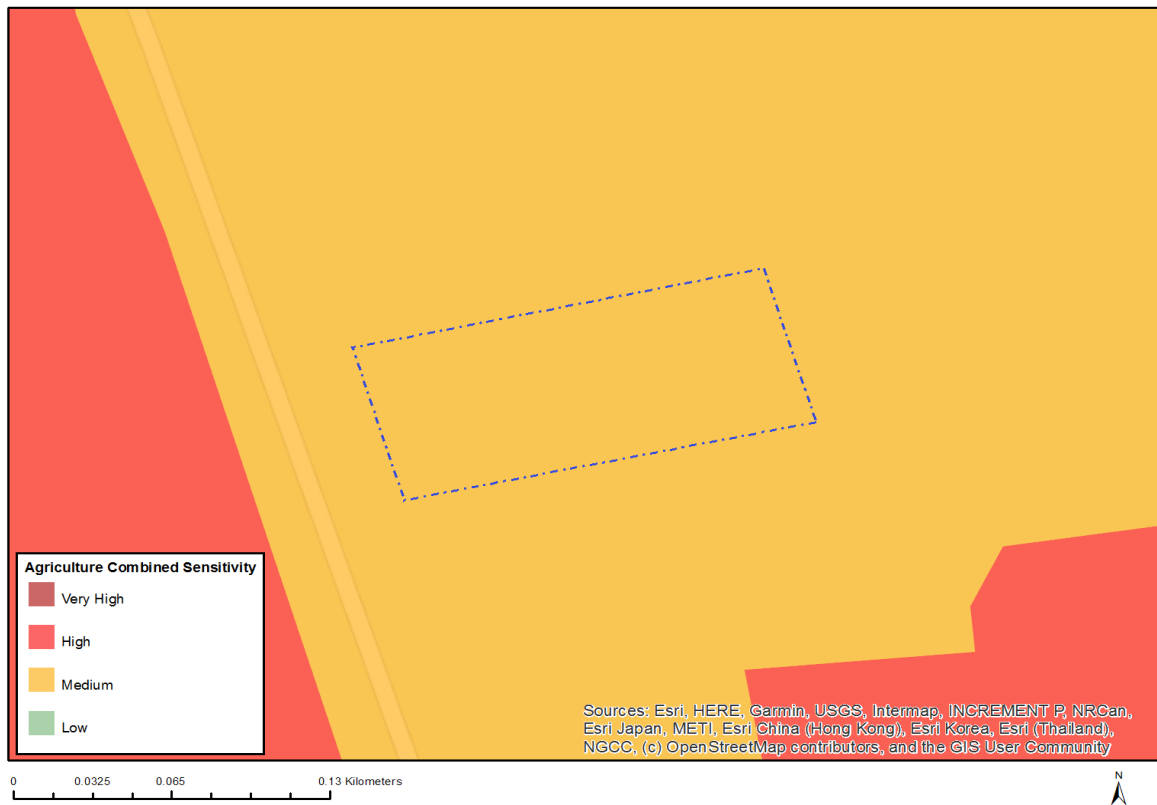 Agriculture Combined Sensitivity
Very High
High
Medium
Low
Sources: Esri, HERE, Garmin, USGS, Intermap, INCREMENT P, NRCan,
Esri Japan, METI, Esri China (Hong Kong), Esri Korea, Esri (Thailand),
NGCC, (c) OpenStreetMap contributors, and the GIS User Community
0 0.0325 0.065 0.13 Kilometers
N